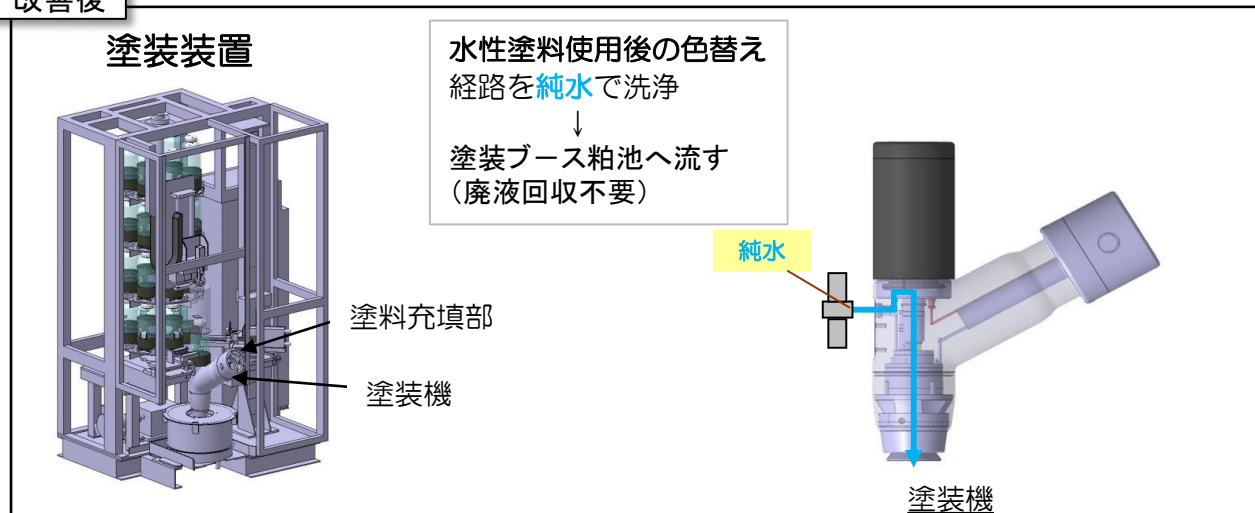 改善後
塗装装置
水性塗料使用後の色替え
経路を純水で洗浄
↓
塗装ブース粕池へ流す
（廃液回収不要）
純水
塗料充填部
塗装機
塗装機